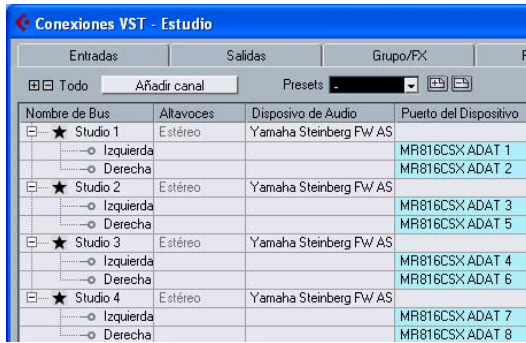 Conexiones VST - Estudio
Entradas Salidas Grupo/FX
Todo Añadir canal Presets -
Nombre de Bus Altavoces Disposivo de Audio Puerto del Dispositivo
Studio 1 Estéreo Yamaha Steinberg FW AS
Izquierda MR816CSX ADAT 1
Derecha MR816CSX ADAT 2
Studio 2 Estéreo Yamaha Steinberg FW AS
Izquierda MR816CSX ADAT 3
Derecha MR816CSX ADAT 5
Studio 3 Estéreo Yamaha Steinberg FW AS
Izquierda MR816CSX ADAT 4
Derecha MR816CSX ADAT 6
Studio 4 Estéreo Yamaha Steinberg FW AS
Izquierda MR816CSX ADAT 7
Derecha MR816CSX ADAT 8